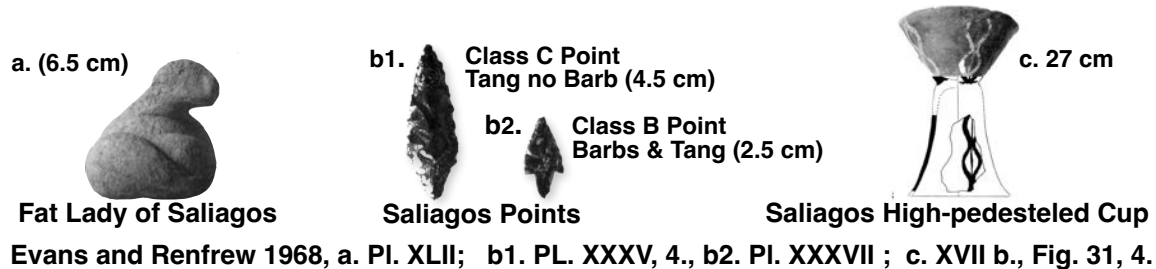 a. (6.5 cm)
b1.
Class C Point
Tang no Barb (4.5 cm)
b2.
Class B Point
Barbs & Tang (2.5 cm)
c. 27 cm
Fat Lady of Saliagos
Saliagos Points
Saliagos High-pedesteled Cup
Evans and Renfrew 1968, a. Pl. XLII; b1. PL. XXXV, 4., b2. Pl. XXXVII ; c. XVII b., Fig. 31, 4.